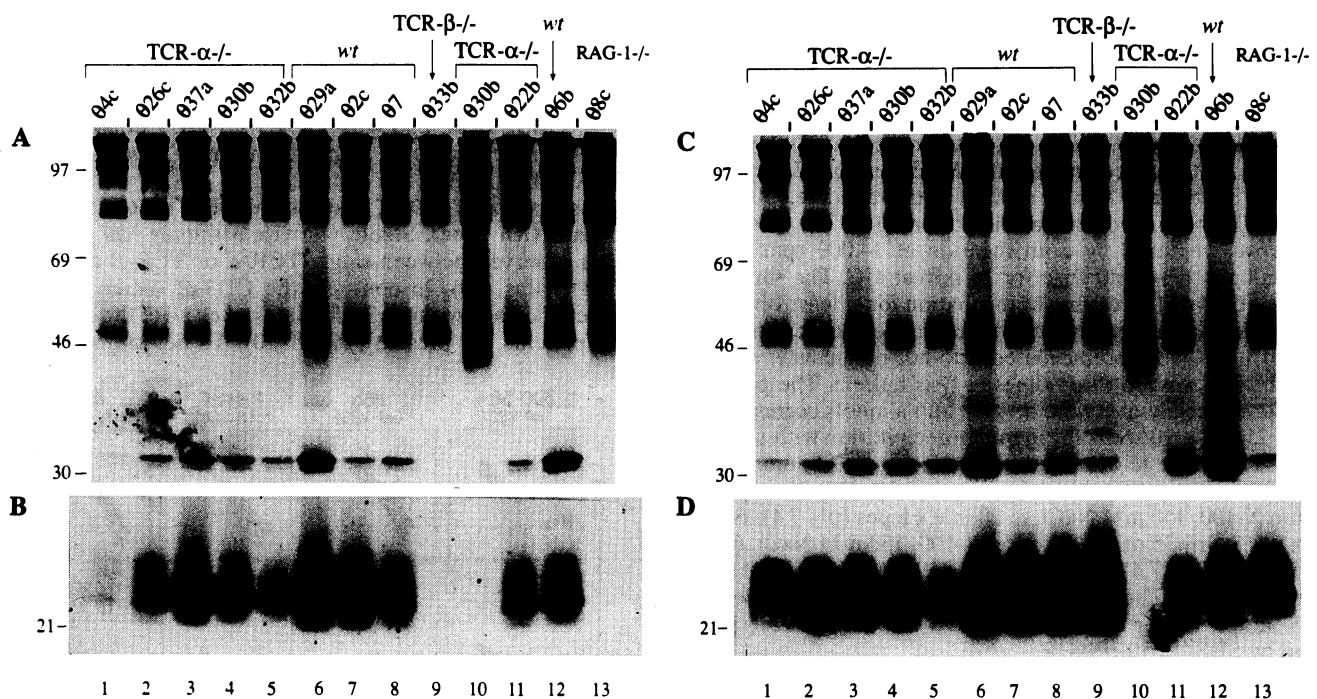 TCR-β-/- wt
TCR-α-/- wt TCR-α-/- RAG-1-/-
θ4c θ26c θ37a θ30b θ32b θ29a θ2c θ7 θ33b θ30b θ22b θ6b θ8c
A
97
69
46
30
B
21
1 2 3 4 5 6 7 8 9 10 11 12 13
TCR-β-/- wt
TCR-α-/- wt TCR-α-/- RAG-1-/-
θ4c θ26c θ37a θ30b θ32b θ29a θ2c θ7 θ33b θ30b θ22b θ6b θ8c
C
97
69
46
30
D
21
1 2 3 4 5 6 7 8 9 10 11 12 13